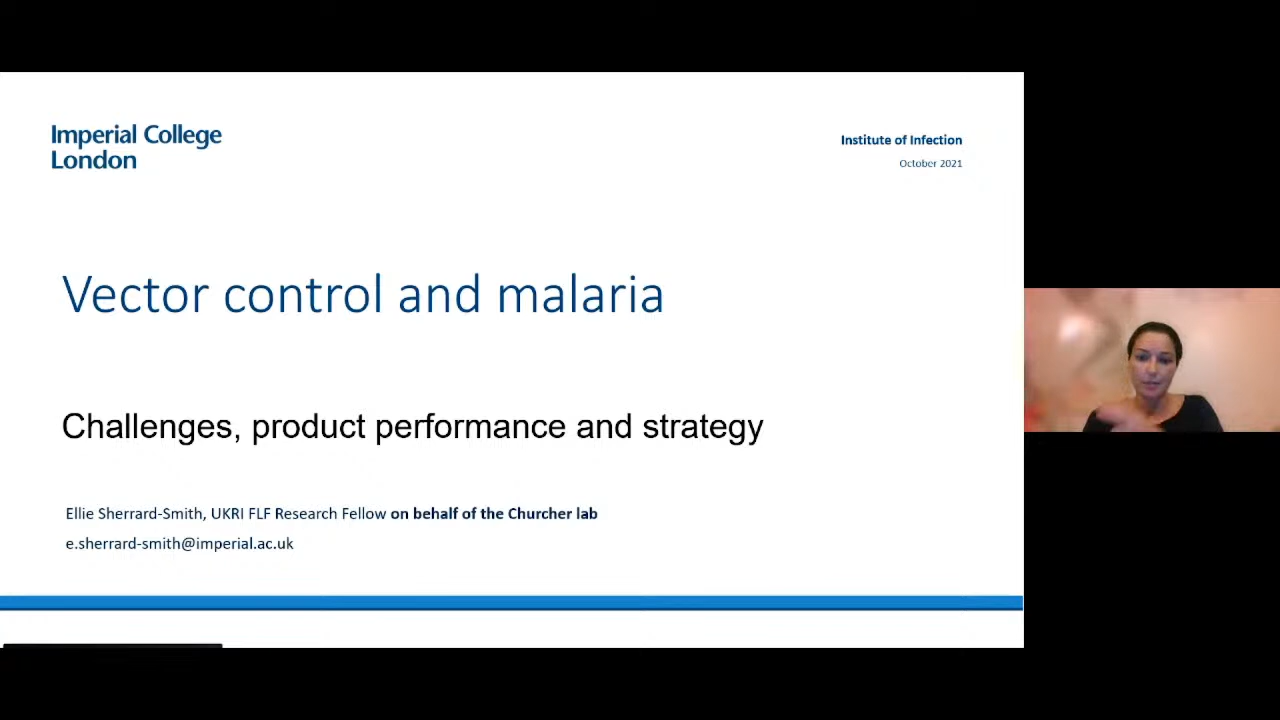 Imperial College
London
Institute of Infection
October 2021
Vector control and malaria
Challenges, product performance and strategy
Ellie Sherrard-Smith, UKRI FLF Research Fellow on behalf of the Churcher lab
e.sherrard-smith@imperial.ac.uk